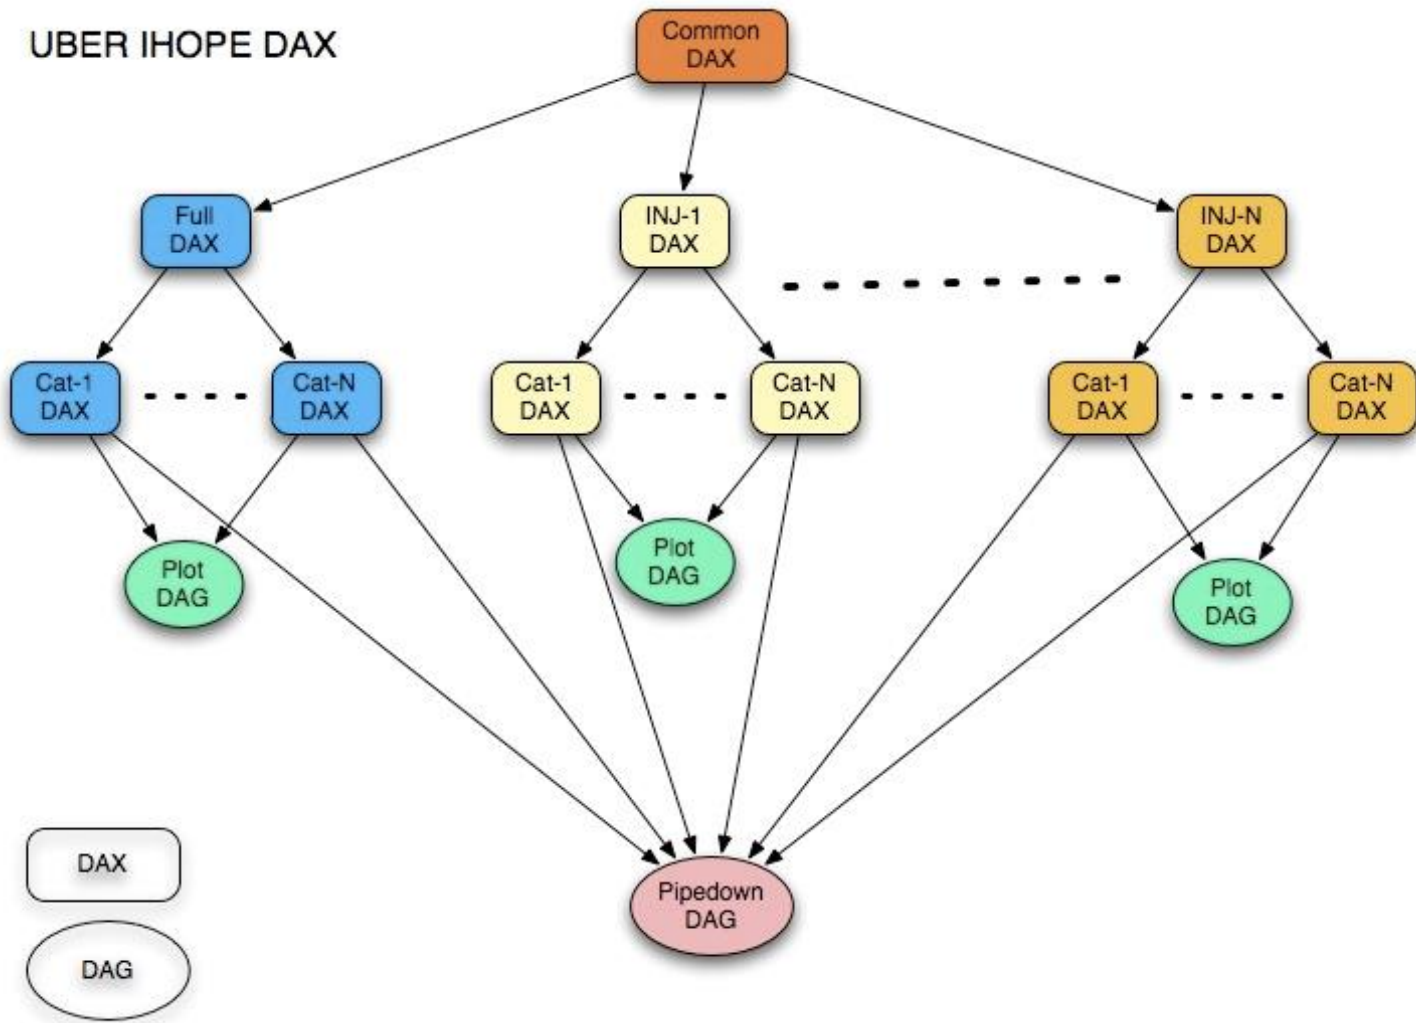 UBER IHOPE DAX
Common
DAX
Full
DAX
INJ-1
DAX
INJ-N
DAX
Cat-1
DAX
Cat-N
DAX
Cat-1
DAX
Cat-N
DAX
Cat-1
DAX
Cat-N
DAX
Plot
DAG
Plot
DAG
Plot
DAG
DAX
Pipedown
DAG
DAG